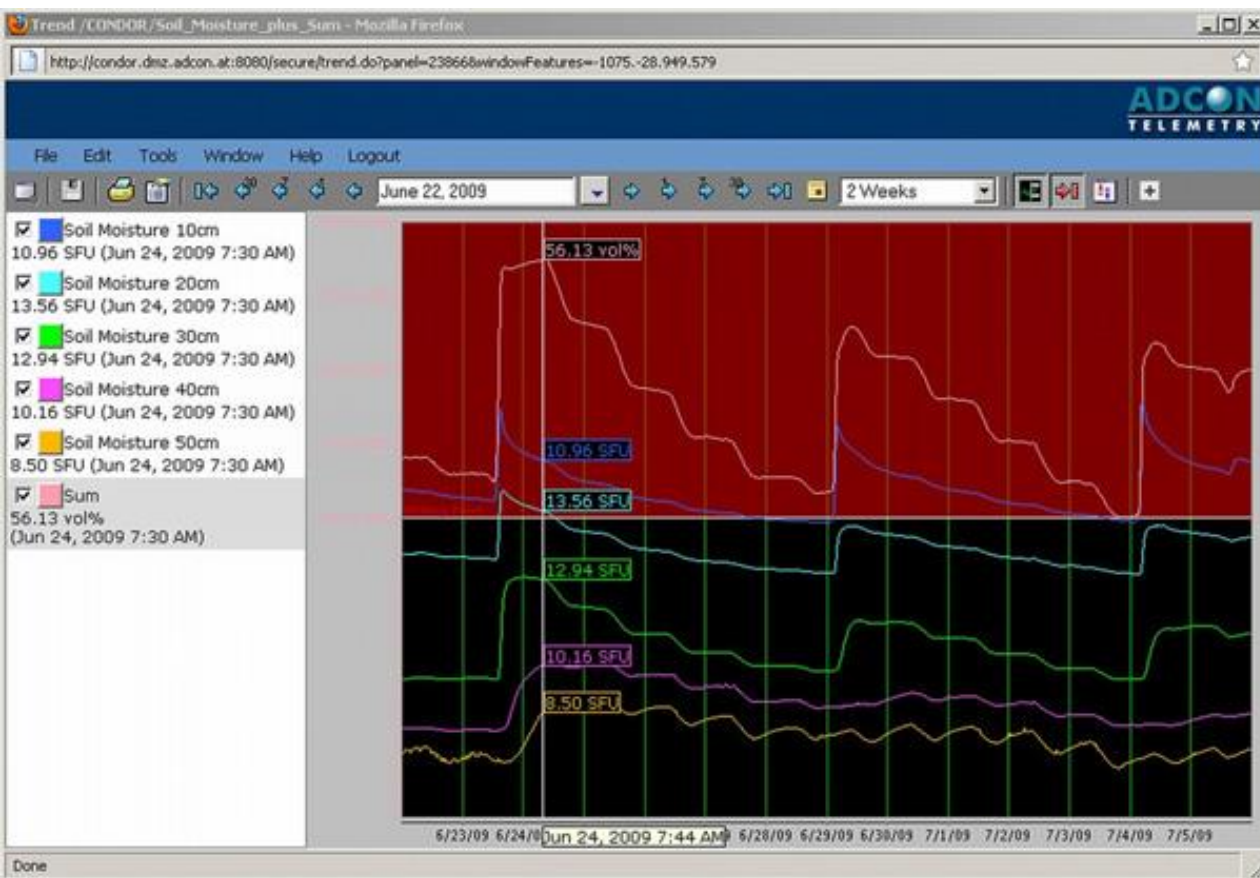 Trend /CONDOR/Soil_Moisture_plus_Sum - Mozilla Firefox
http://condor.dmz.adcon.at:8080/secure/trend.do?panel=23866&windowFeatures=-1075.-28.949.579
ADCON
TELEMETRY
File Edit Tools Window Help Logout
June 22, 2009 2 Weeks
Soil Moisture 10cm
10.96 SFU (Jun 24, 2009 7:30 AM)
Soil Moisture 20cm
13.56 SFU (Jun 24, 2009 7:30 AM)
Soil Moisture 30cm
12.94 SFU (Jun 24, 2009 7:30 AM)
Soil Moisture 40cm
10.16 SFU (Jun 24, 2009 7:30 AM)
Soil Moisture 50cm
8.50 SFU (Jun 24, 2009 7:30 AM)
Sum
56.13 vol%
(Jun 24, 2009 7:30 AM)
56.13 vol%
10.96 SFU
13.56 SFU
12.94 SFU
10.16 SFU
8.50 SFU
6/23/09 Jun 24, 2009 7:44 AM 6/28/09 6/29/09 6/30/09 7/1/09 7/2/09 7/3/09 7/4/09 7/5/09
Done